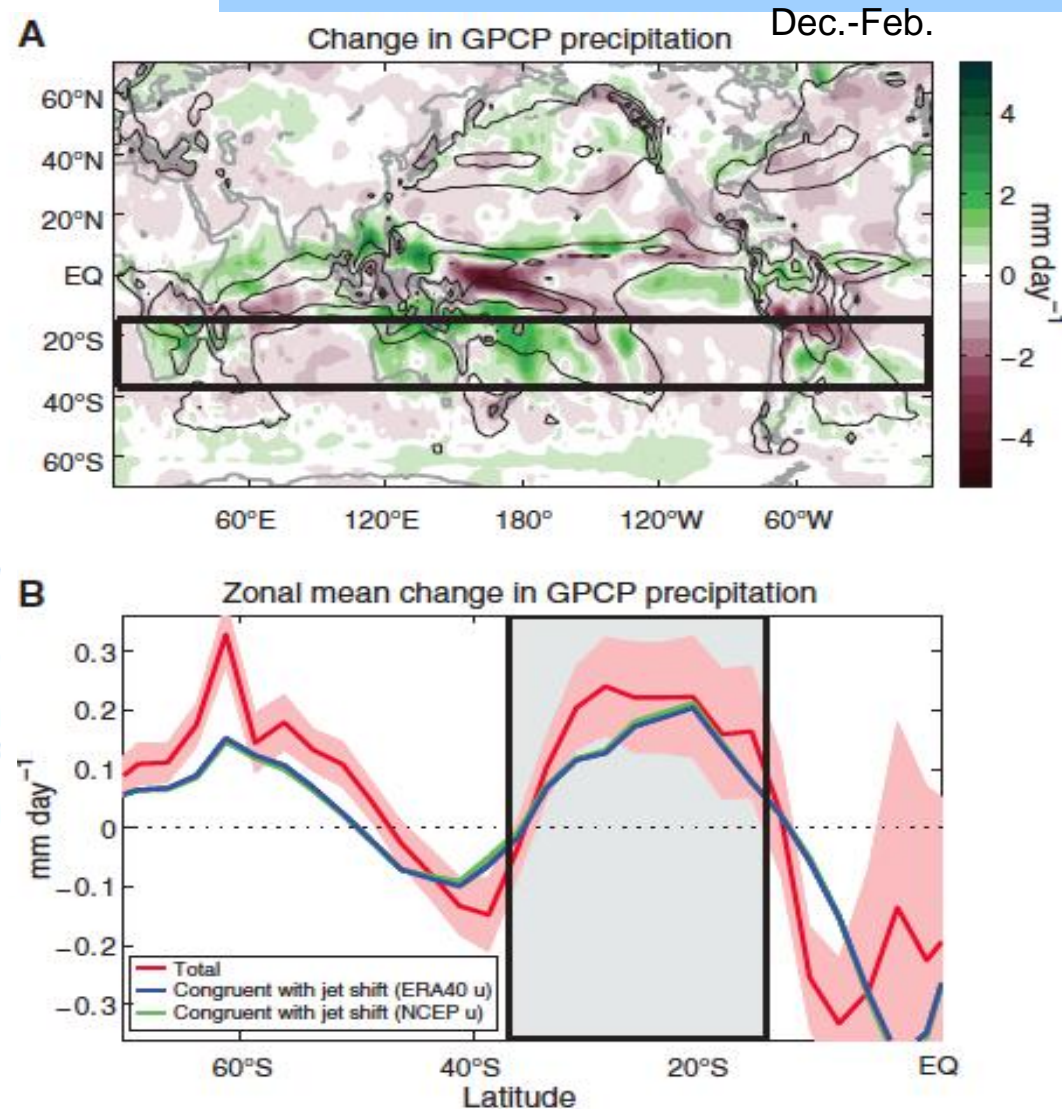 Dec.-Feb.
A
Change in GPCP precipitation
60°N
40°N
20°N
EQ
20°S
40°S
60°S
60°E 120°E 180° 120°W 60°W
4
2
0
−2
−4
mm day−1
B
Zonal mean change in GPCP precipitation
0.3
0.2
0.1
0
−0.1
−0.2
−0.3
mm day−1
Total
Congruent with jet shift (ERA40 u)
Congruent with jet shift (NCEP u)
60°S 40°S 20°S EQ
Latitude